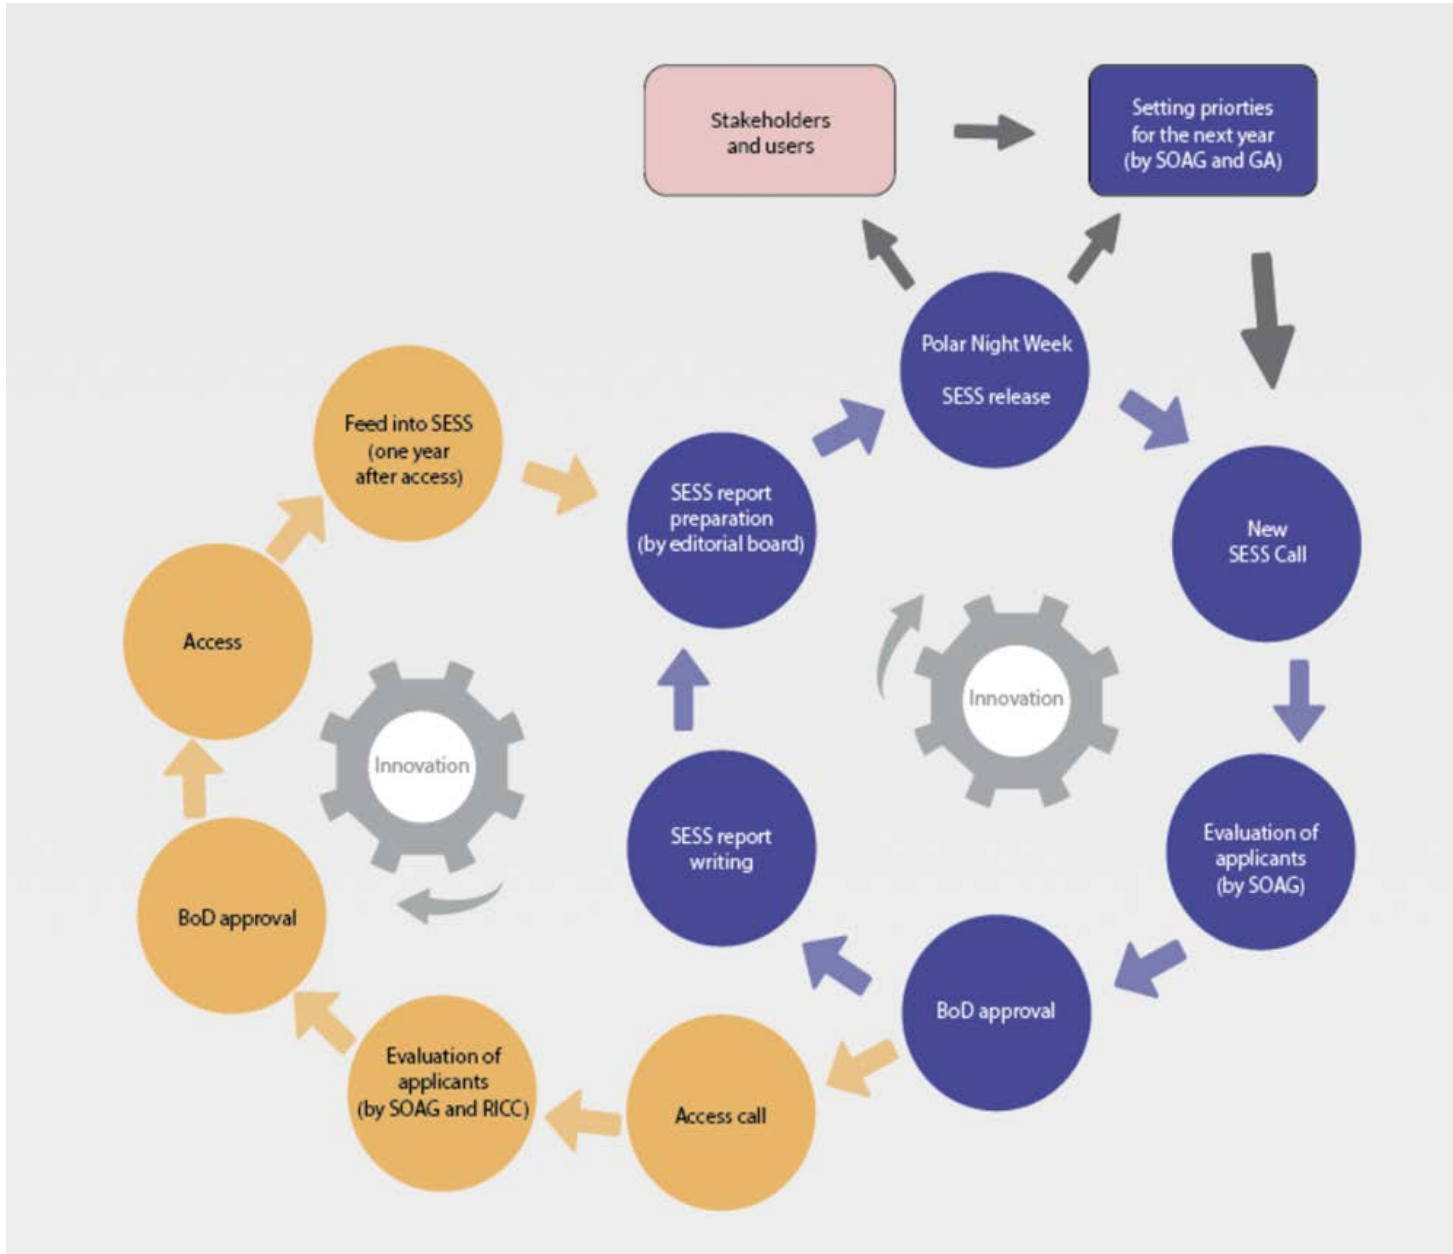 Stakeholders
and users
Setting priorties
for the next year
(by SOAG and GA)
Polar Night Week
SESS release
Feed into SESS
(one year
after access)
SESS report
preparation
(by editorial board)
New
SESS Call
Access
Innovation
Innovation
SESS report
writing
Evaluation of
applicants
(by SOAG)
BoD approval
BoD approval
Evaluation of
applicants
(by SOAG and RICC)
Access call